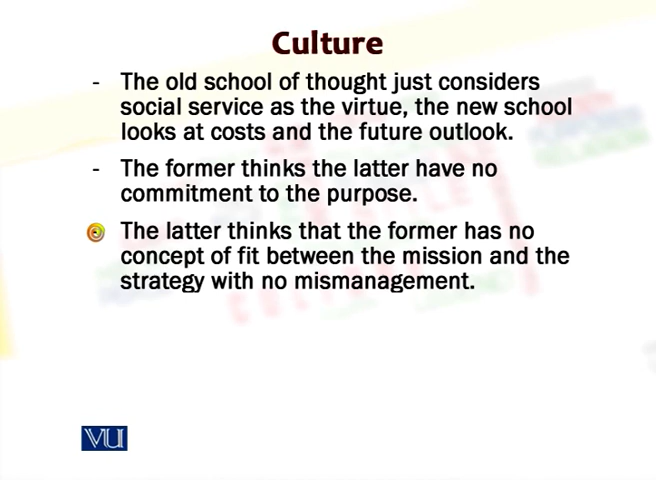 Culture
- The old school of thought just considers
social service as the virtue, the new school
looks at costs and the future outlook.
- The former thinks the latter have no
commitment to the purpose.
The latter thinks that the former has no
concept of fit between the mission and the
strategy with no mismanagement.
VU